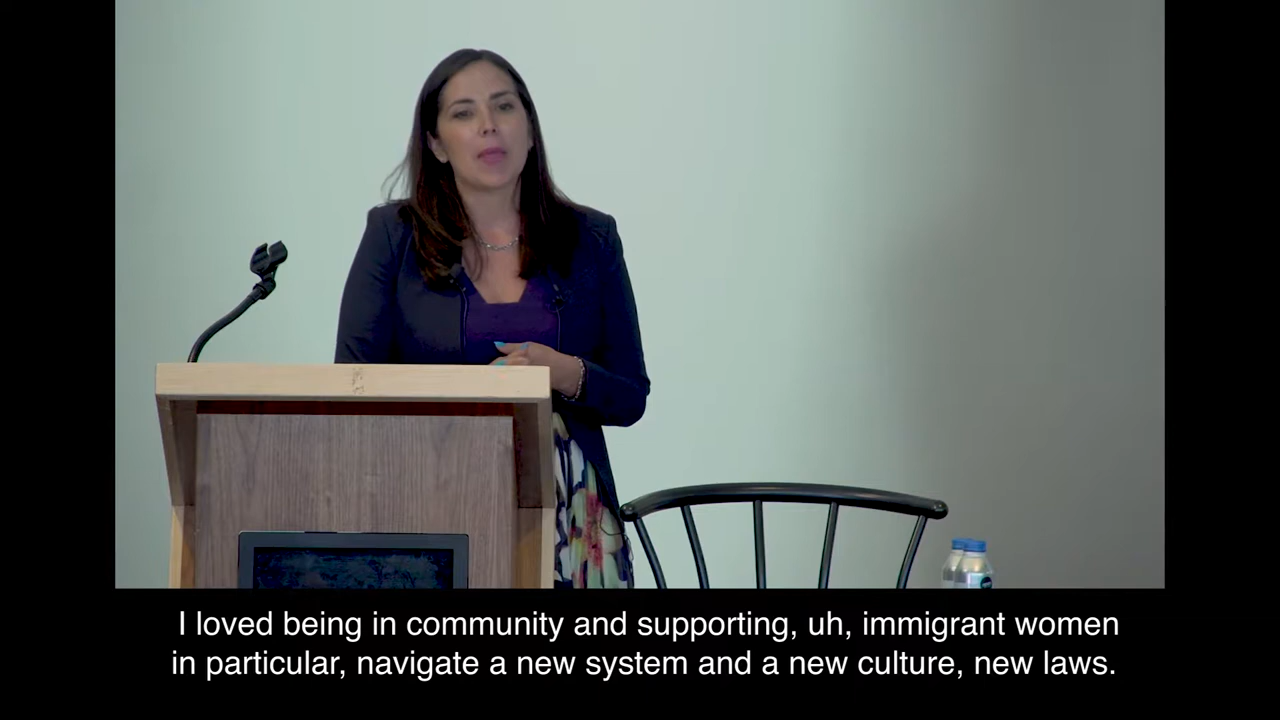 I loved being in community and supporting, uh, immigrant women
in particular, navigate a new system and a new culture, new laws.